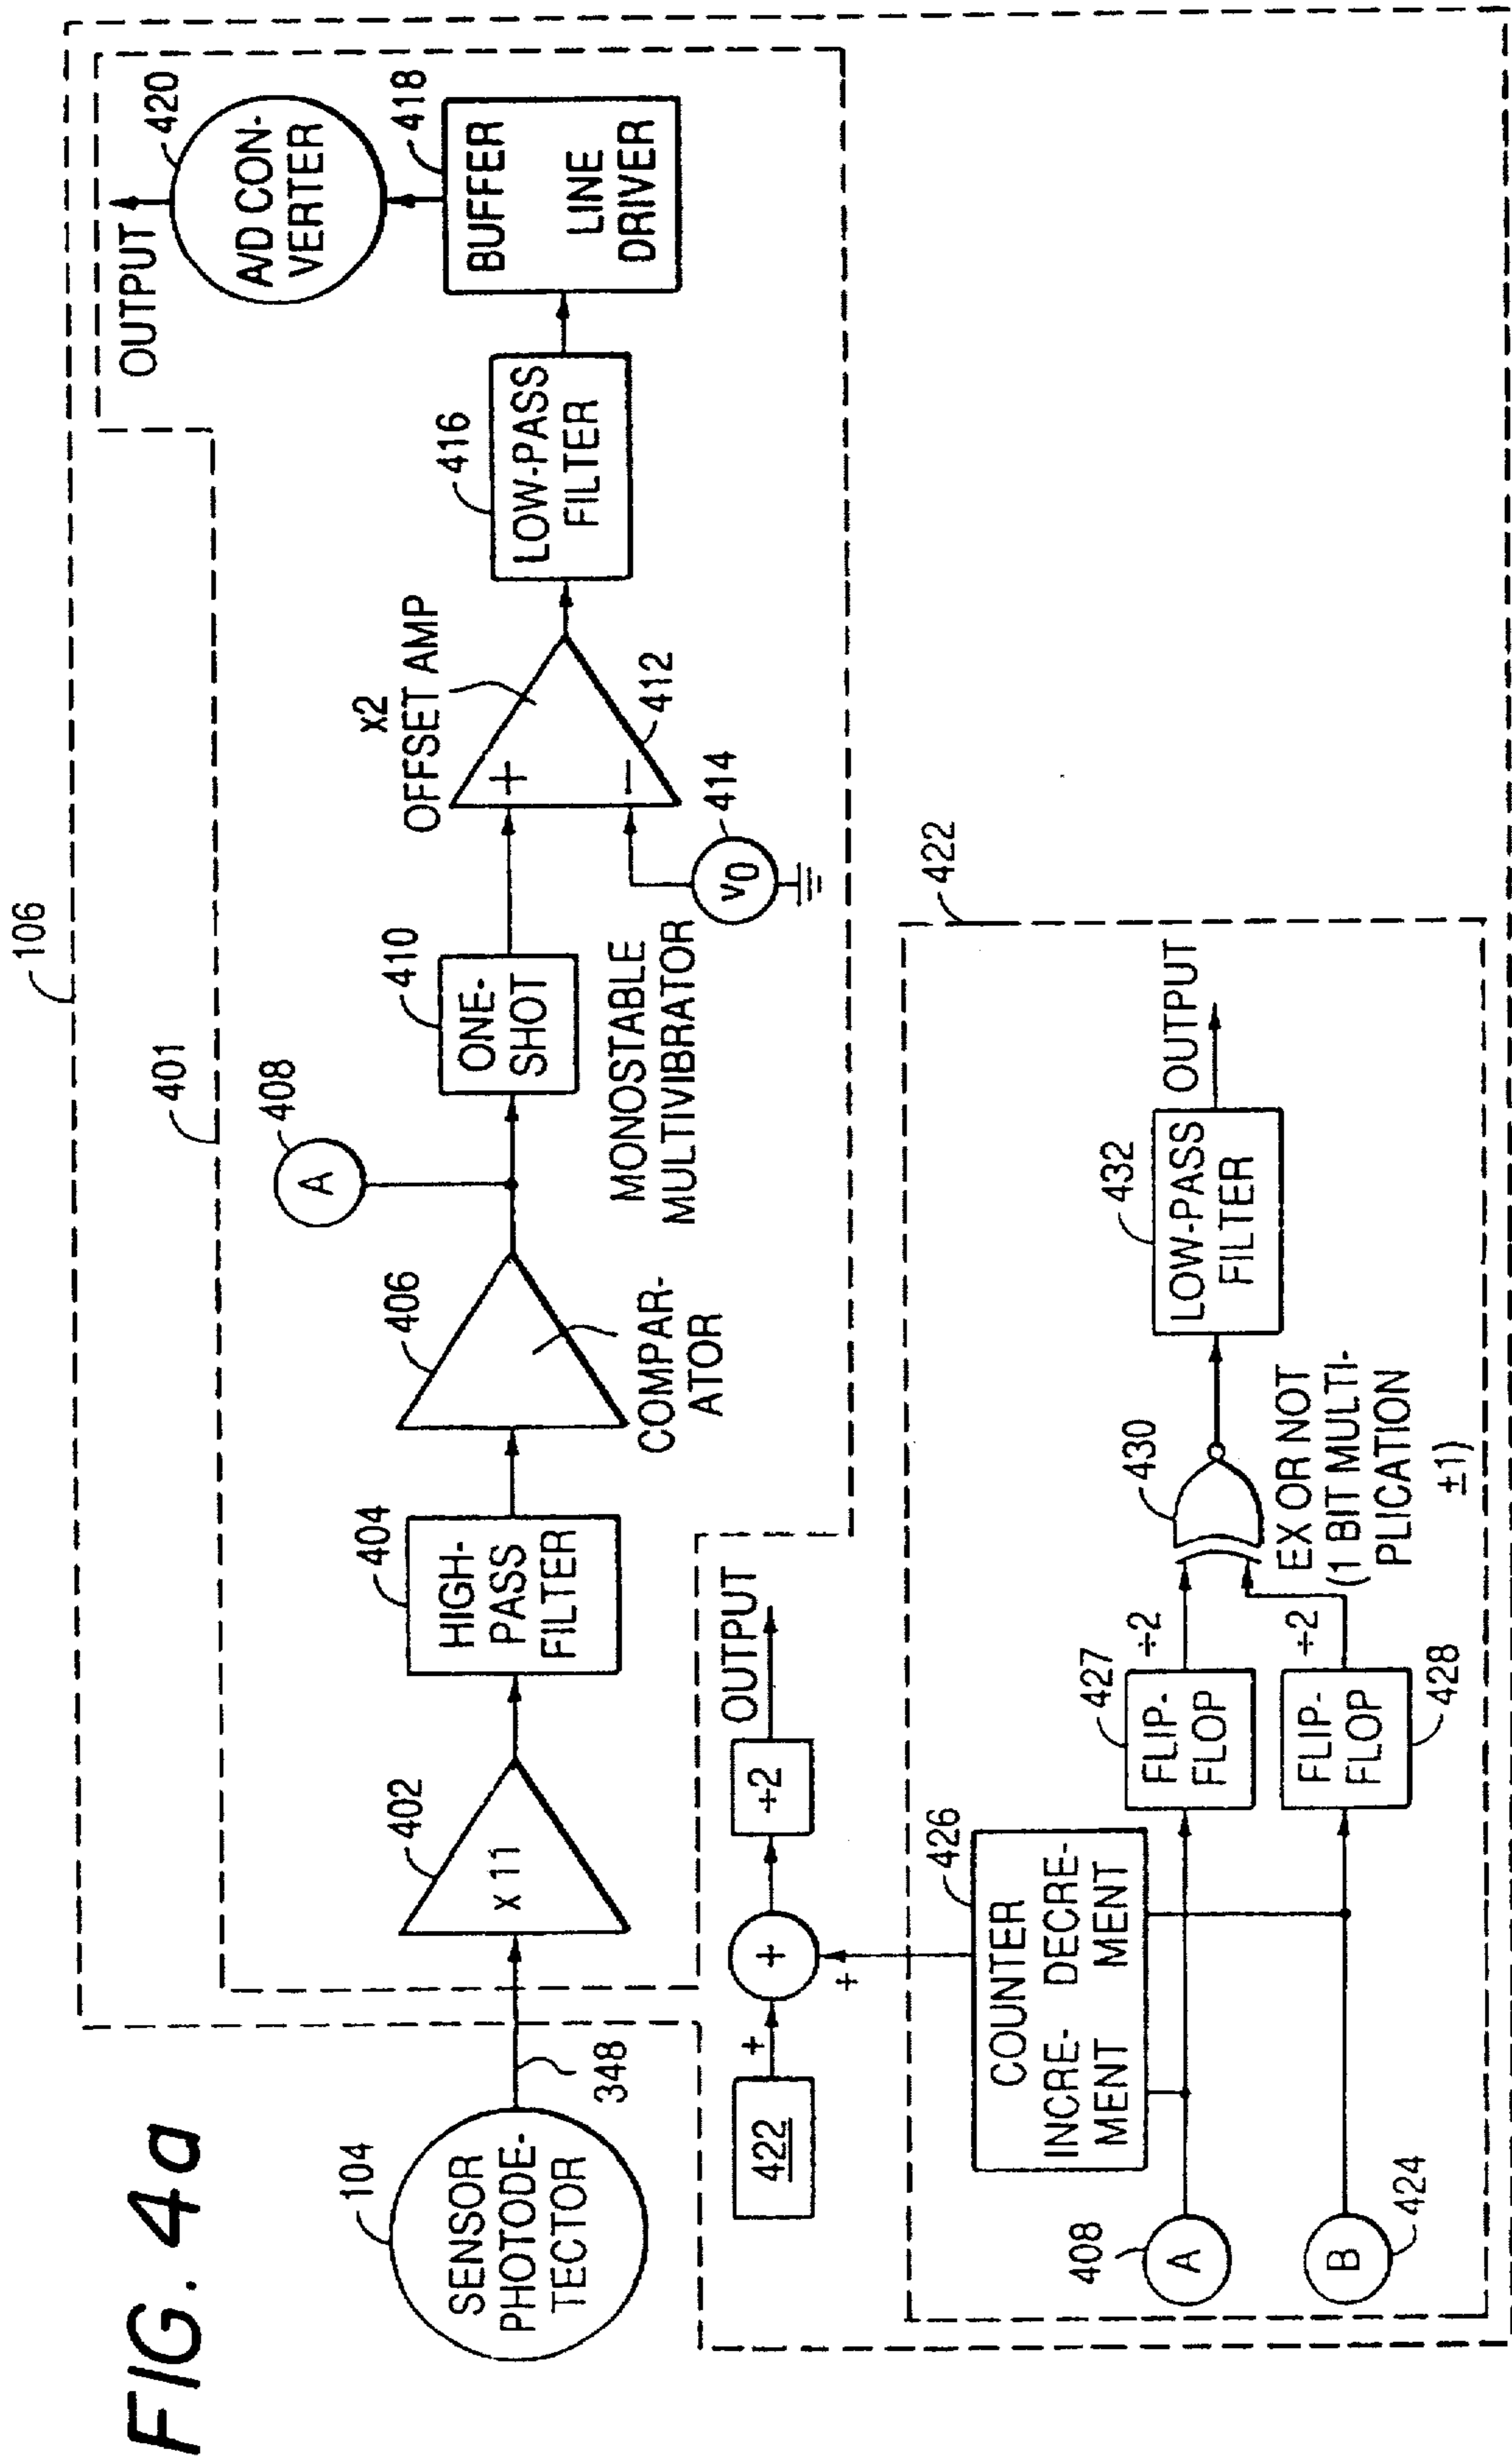 FIG. 4a
106
401
104
SENSOR
PHOTODE-
TECTOR
348
402
x 11
404
HIGH-
PASS
FILTER
406
COMPAR-
ATOR
408
A
410
ONE-
SHOT
MONOSTABLE
MULTIVIBRATOR
x2
OFFSET AMP
+
−
412
414
V0
416
LOW-PASS
FILTER
418
BUFFER
LINE
DRIVER
420
A/D CON-
VERTER
OUTPUT
422
+
+
+
÷2
OUTPUT
422
426
COUNTER
INCRE- DECRE-
MENT MENT
408
A
B
424
427
FLIP-
FLOP
÷2
FLIP-
FLOP
428
÷2
430
EX OR NOT
(1 BIT MULTI-
PLICATION
±1)
432
LOW-PASS
FILTER
OUTPUT